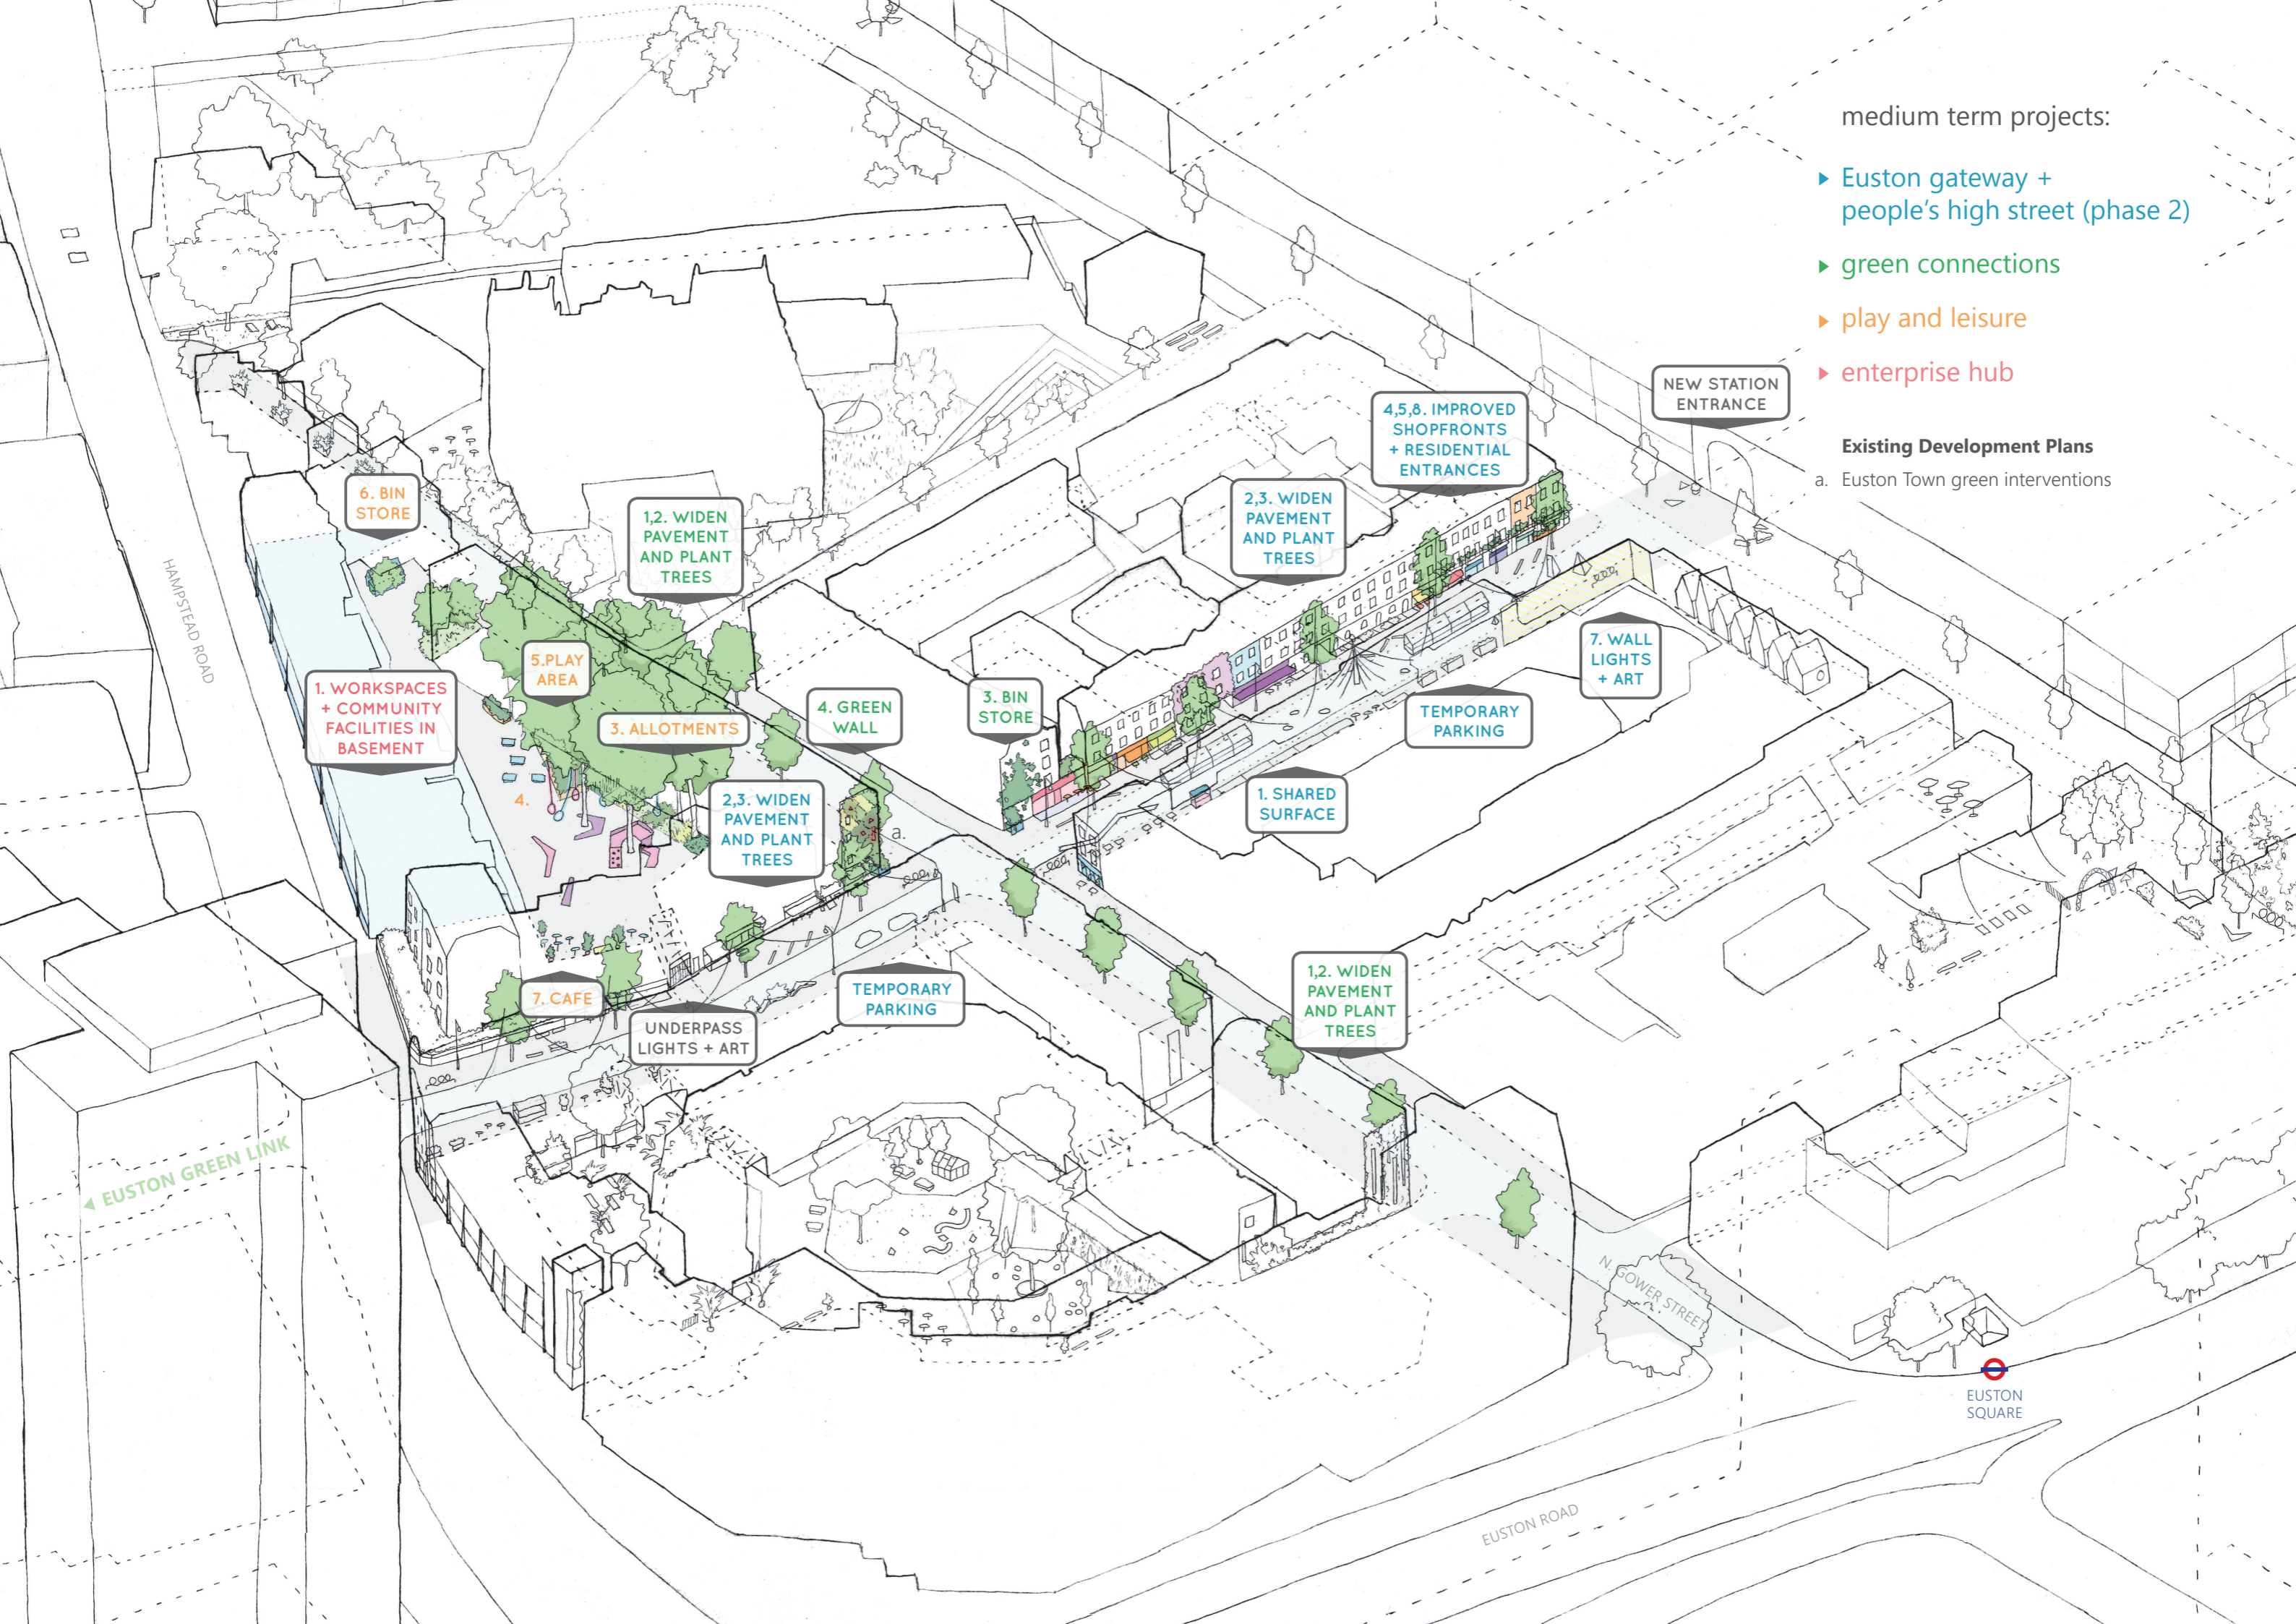 medium term projects:
Euston gateway +
people's high street (phase 2)
green connections
play and leisure
enterprise hub
Existing Development Plans
a. Euston Town green interventions
NEW STATION
ENTRANCE
4,5,8. IMPROVED
SHOPFRONTS
+ RESIDENTIAL
ENTRANCES
2,3. WIDEN
PAVEMENT
AND PLANT
TREES
6. BIN
STORE
1,2. WIDEN
PAVEMENT
AND PLANT
TREES
HAMPSTEAD ROAD
5.PLAY
AREA
7. WALL
LIGHTS
+ ART
1. WORKSPACES
+ COMMUNITY
FACILITIES IN
BASEMENT
3. ALLOTMENTS
4. GREEN
WALL
3. BIN
STORE
TEMPORARY
PARKING
4.
2,3. WIDEN
PAVEMENT
AND PLANT
TREES
a.
1. SHARED
SURFACE
7. CAFE
UNDERPASS
LIGHTS + ART
TEMPORARY
PARKING
1,2. WIDEN
PAVEMENT
AND PLANT
TREES
EUSTON GREEN LINK
N. GOWER STREET
EUSTON
SQUARE
EUSTON ROAD